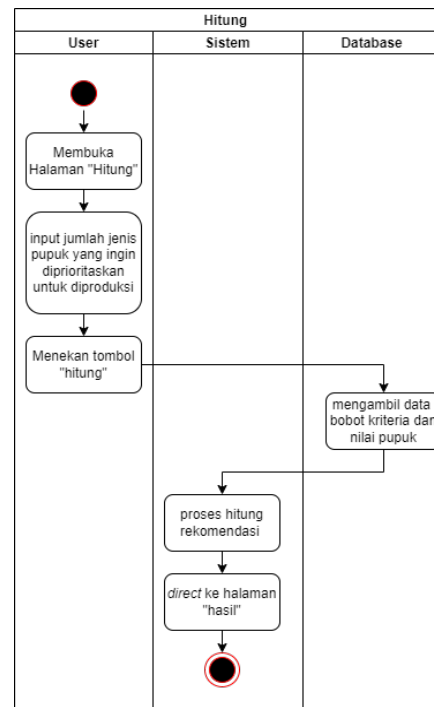 Hitung
User
Sistem
Database
Membuka
Halaman "Hitung"
input jumlah jenis
pupuk yang ingin
diprioritaskan
untuk diproduksi
Menekan tombol
"hitung"
mengambil data
bobot kriteria dan
nilai pupuk
proses hitung
rekomendasi
direct ke halaman
"hasil"